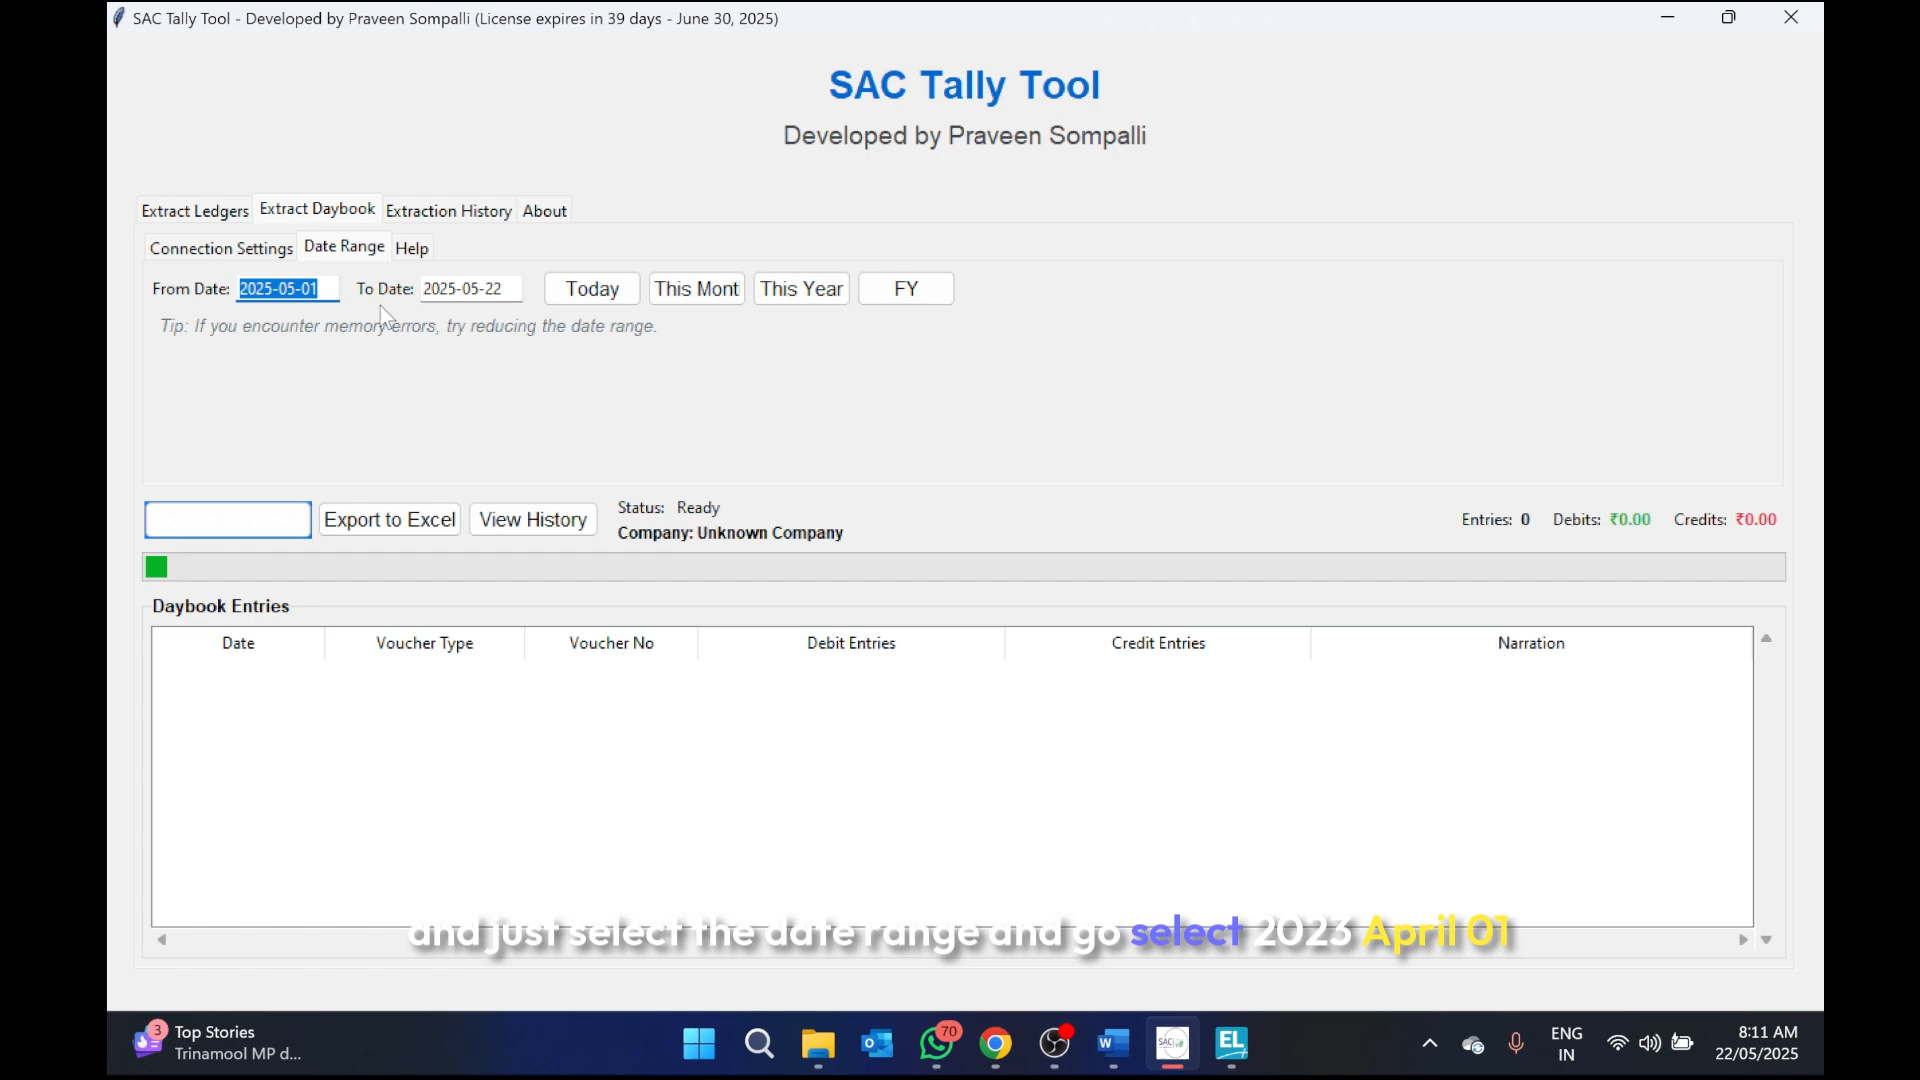 SAC Tally Tool - Developed by Praveen Sompalli (License expires in 39 days - June 30, 2025)
SAC Tally Tool
Developed by Praveen Sompalli
Extract Ledgers Extract Daybook Extraction History About
Connection Settings Date Range Help
From Date: 2025-05-01 To Date: 2025-05-22 Today This Mont This Year FY
Tip: If you encounter memory errors, try reducing the date range.
Export to Excel View History
Status: Ready
Company: Unknown Company
Entries: 0 Debits: ₹0.00 Credits: ₹0.00
Daybook Entries
Date Voucher Type Voucher No Debit Entries Credit Entries Narration
and just select the date range and go select 2023 April 01
3
Top Stories
Trinamool MP d...
70
W
SAC
EL
ENG
IN
8:11 AM
22/05/2025